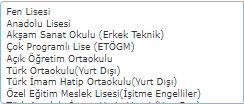 Fen Lisesi
Anadolu Lisesi
Akşam Sanat Okulu (Erkek Teknik)
Çok Programlı Lise (ETÖGM)
Açık Öğretim Ortaokulu
Türk Ortaokulu(Yurt Dışı)
Türk İmam Hatip Ortaokulu(Yurt Dışı)
Özel Eğitim Meslek Lisesi(İşitme Engelliler)